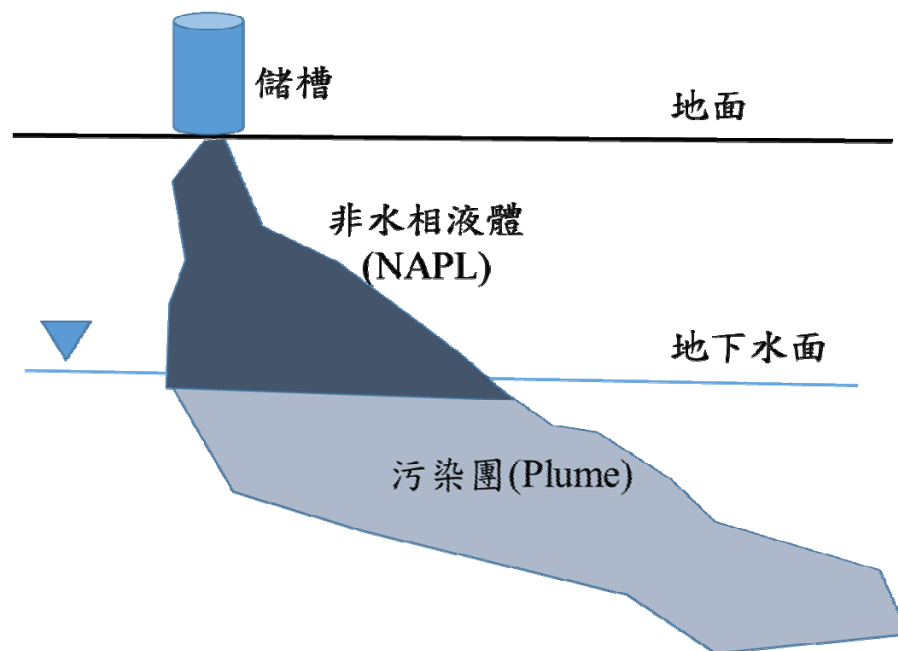 儲槽
地面
非水相液體
(NAPL)
地下水面
污染團(Plume)